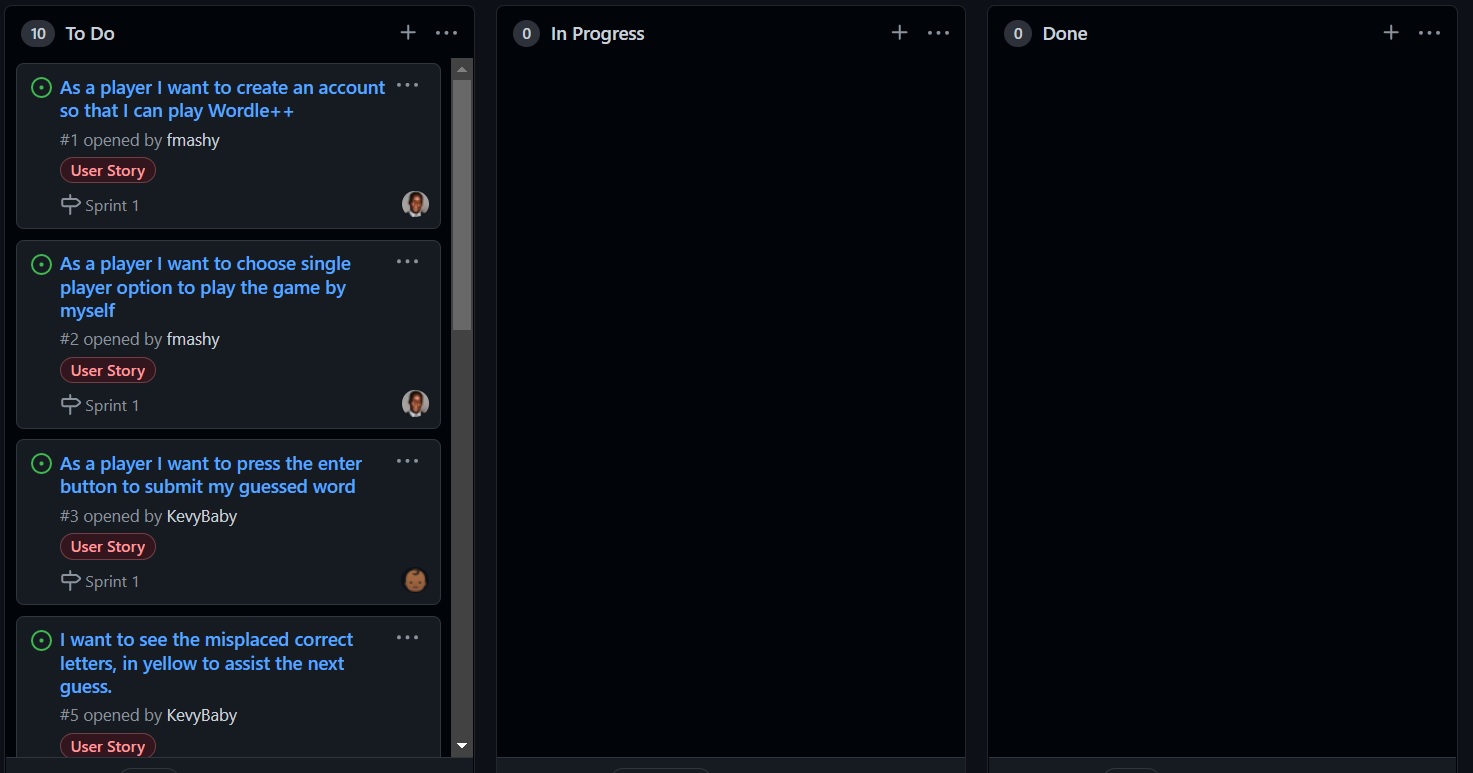 10 To Do
As a player I want to create an account
so that I can play Wordle++
#1 opened by fmashy
User Story
Sprint 1
As a player I want to choose single
player option to play the game by
myself
#2 opened by fmashy
User Story
Sprint 1
As a player I want to press the enter
button to submit my guessed word
#3 opened by KevyBaby
User Story
Sprint 1
I want to see the misplaced correct
letters, in yellow to assist the next
guess.
#5 opened by KevyBaby
User Story
0 In Progress
0 Done